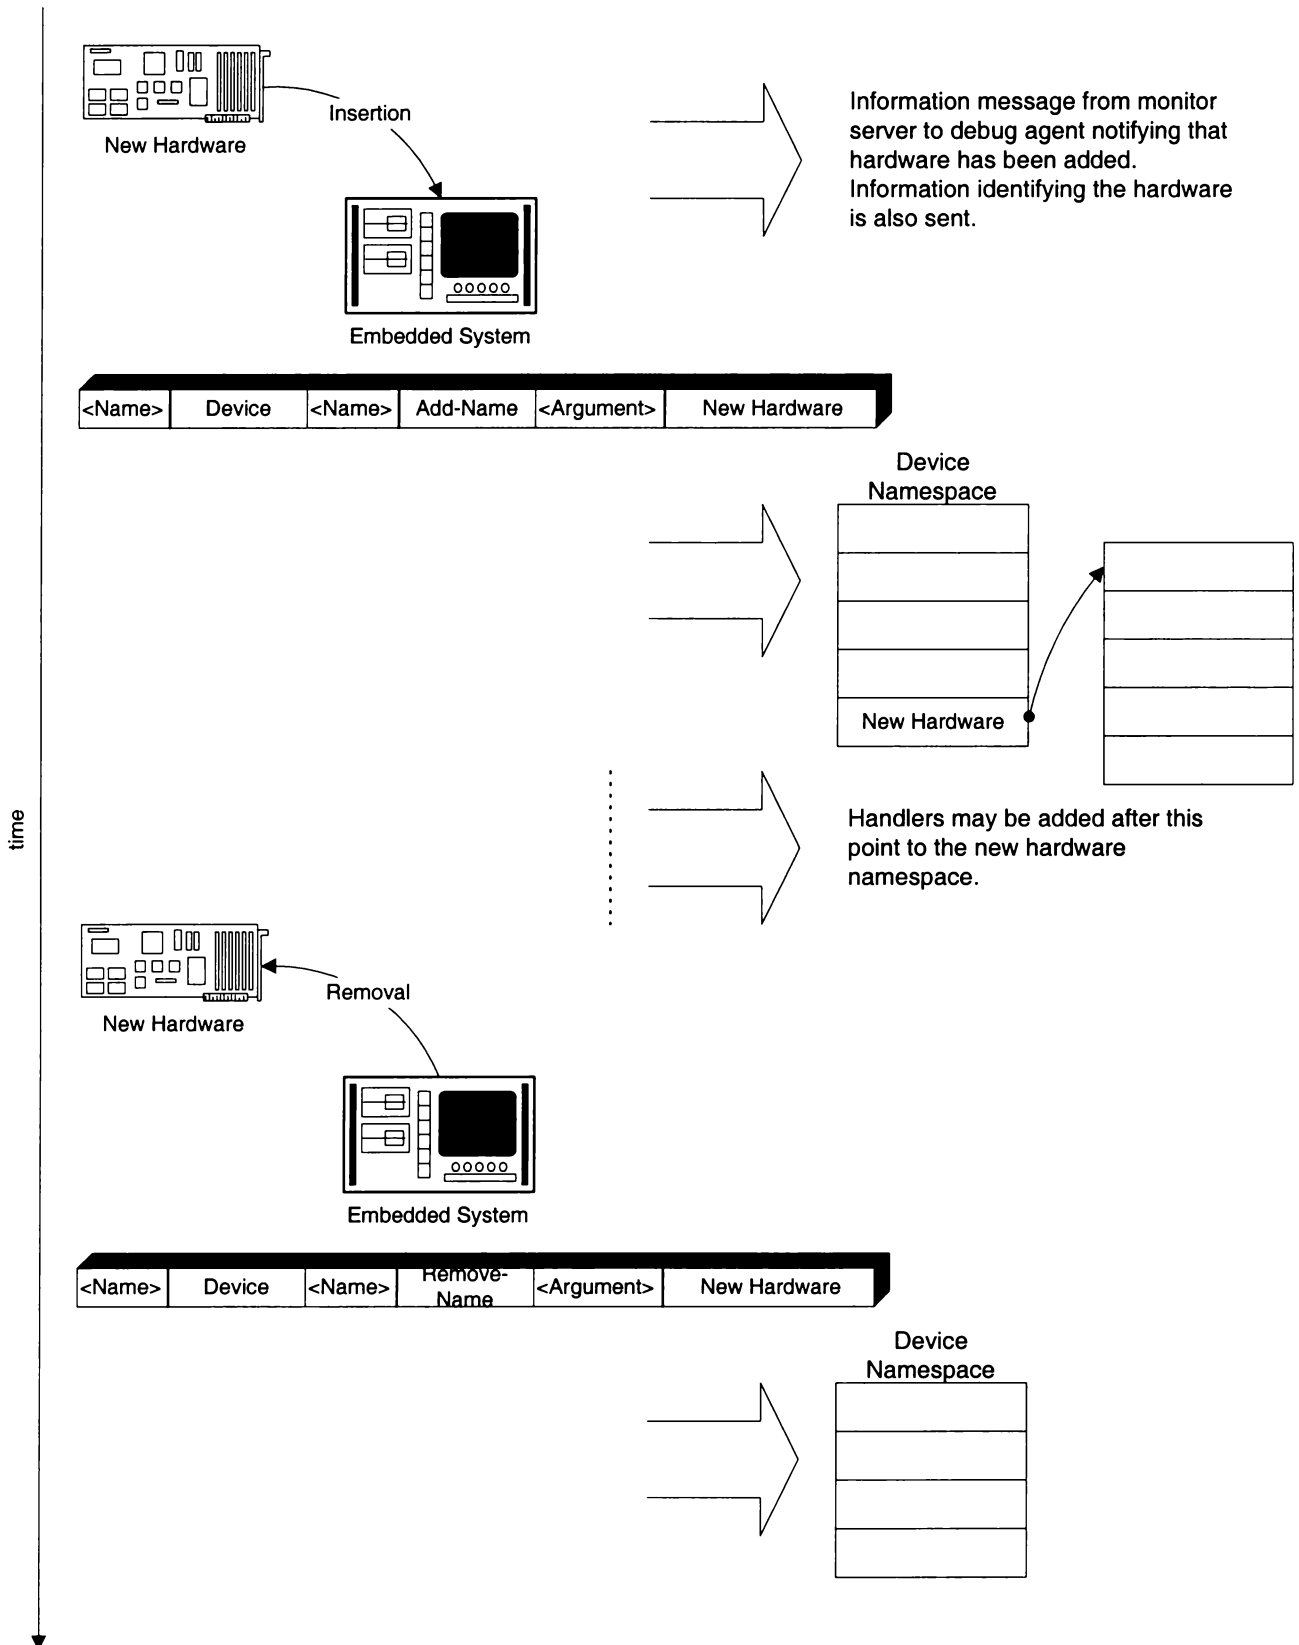 Insertion
New Hardware
Embedded System
Information message from monitor
server to debug agent notifying that
hardware has been added.
Information identifying the hardware
is also sent.
<Name> Device <Name> Add-Name <Argument> New Hardware
Device
Namespace
New Hardware
time
Handlers may be added after this
point to the new hardware
namespace.
Removal
New Hardware
Embedded System
<Name> Device <Name> Remove-
Name <Argument> New Hardware
Device
Namespace